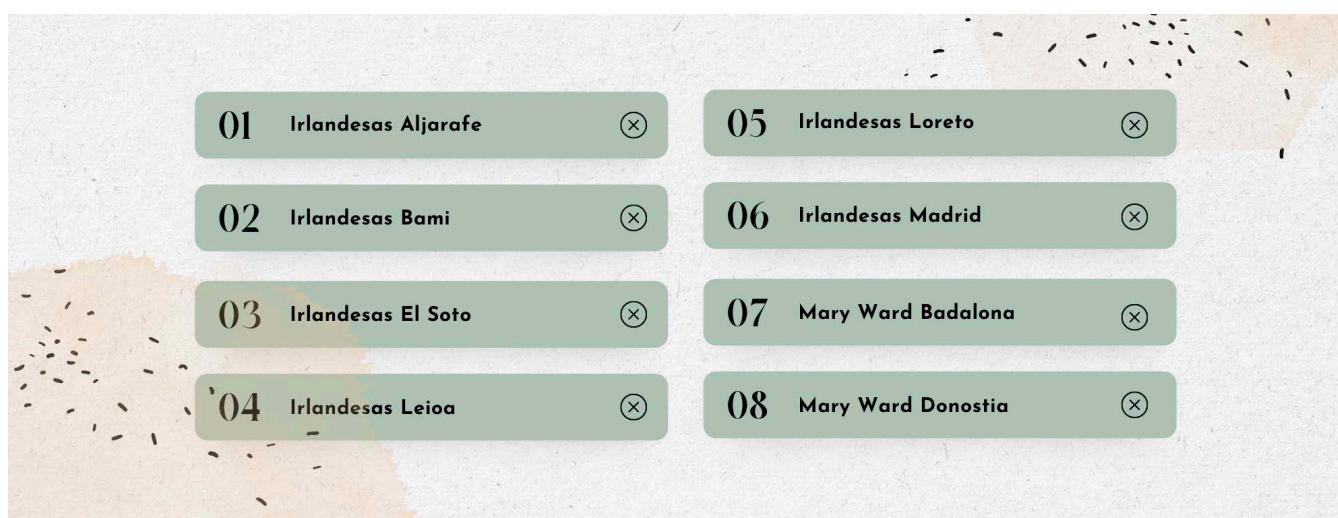 01 Irlandesas Aljarafe
02 Irlandesas Bami
03 Irlandesas El Soto
04 Irlandesas Leioa
05 Irlandesas Loreto
06 Irlandesas Madrid
07 Mary Ward Badalona
08 Mary Ward Donostia